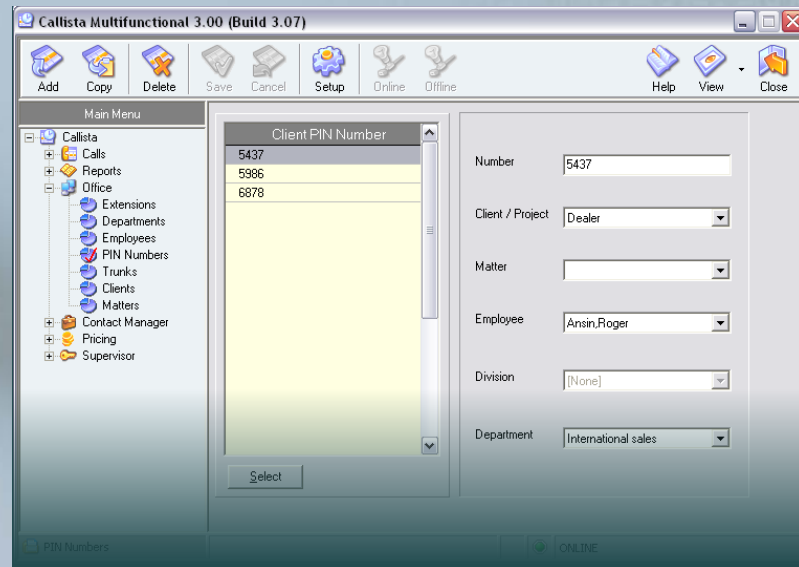 Callista Multifunctional 3.00 (Build 3.07)
Add Copy Delete Save Cancel Setup Online Offline Help View Close
Main Menu
Callista
Calls
Reports
Office
Extensions
Departments
Employees
PIN Numbers
Trunks
Clients
Matters
Contact Manager
Pricing
Supervisor
Client PIN Number
5437
5986
6878
Select
Number 5437
Client / Project Dealer
Matter
Employee Ansin,Roger
Division [None]
Department International sales
PIN Numbers ONLINE